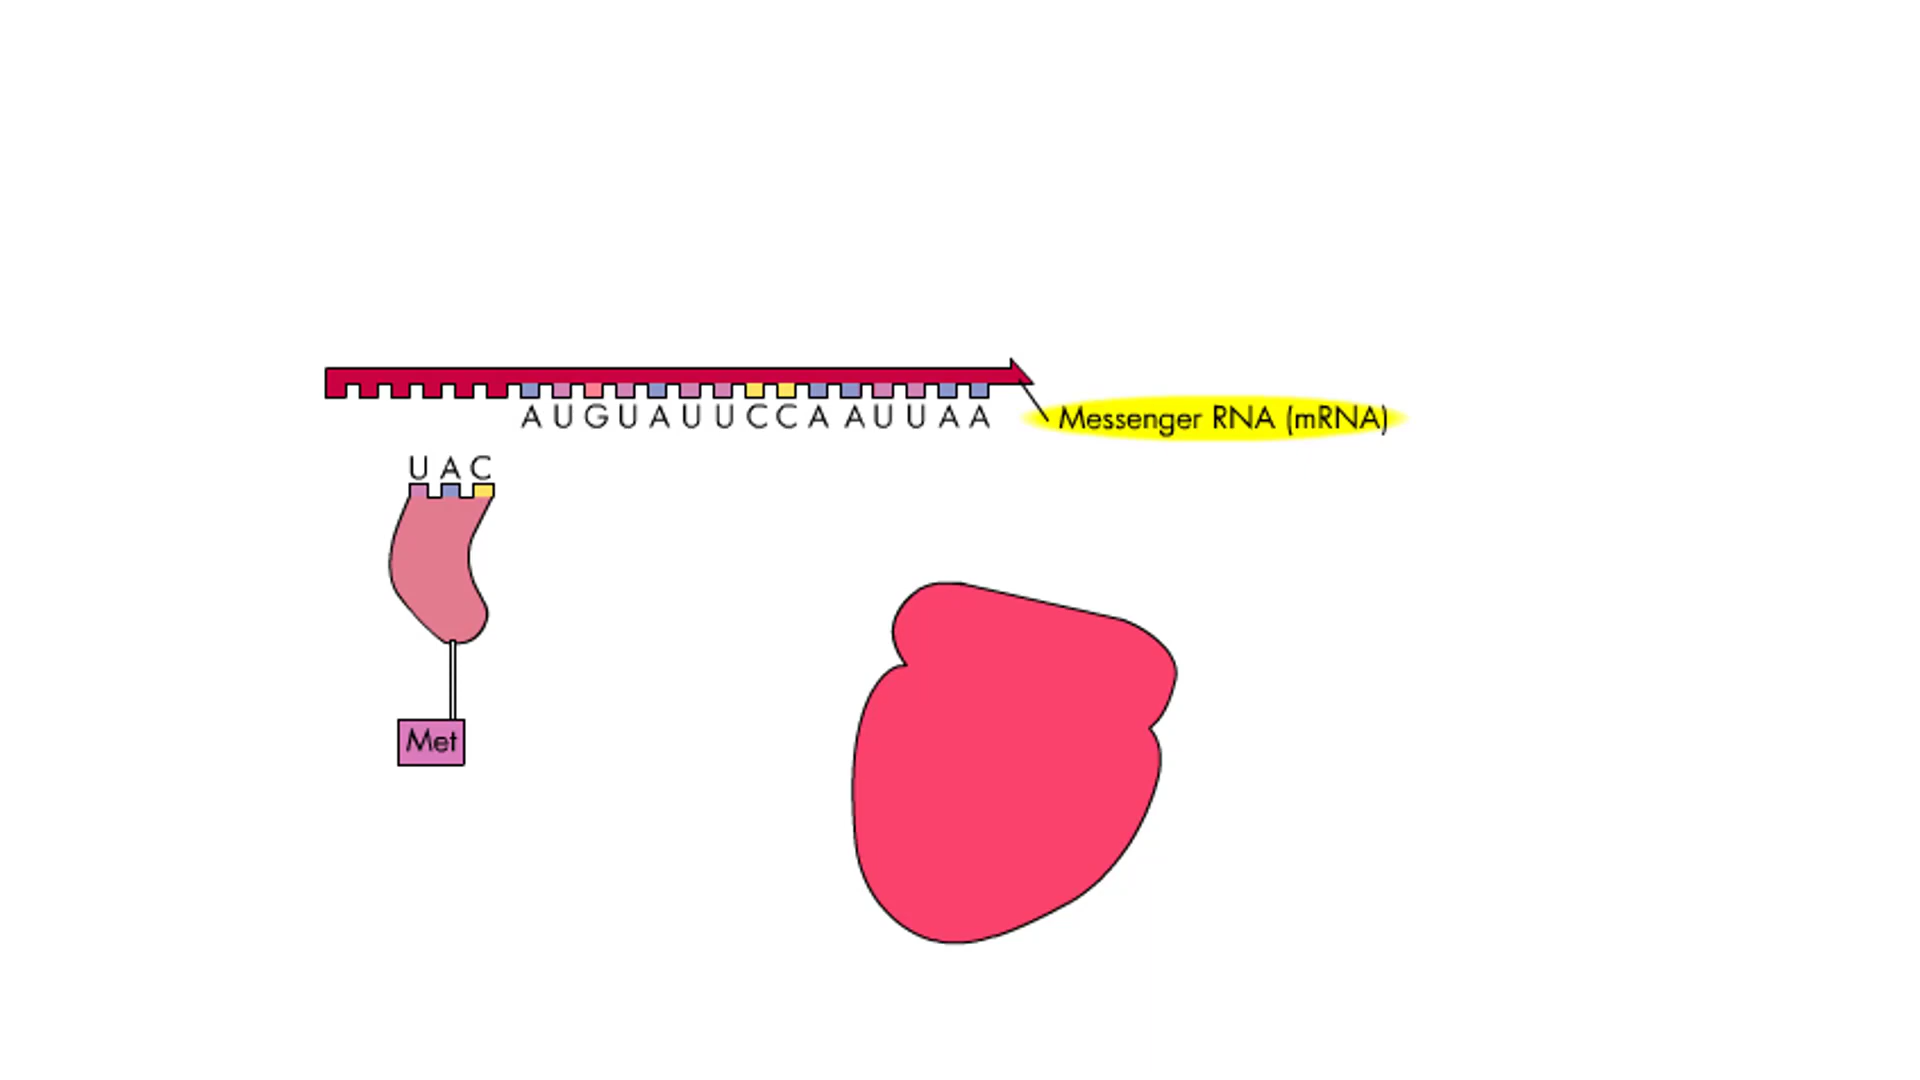 A U G U A U U C C A A U U A A
Messenger RNA (mRNA)
U A C
Met